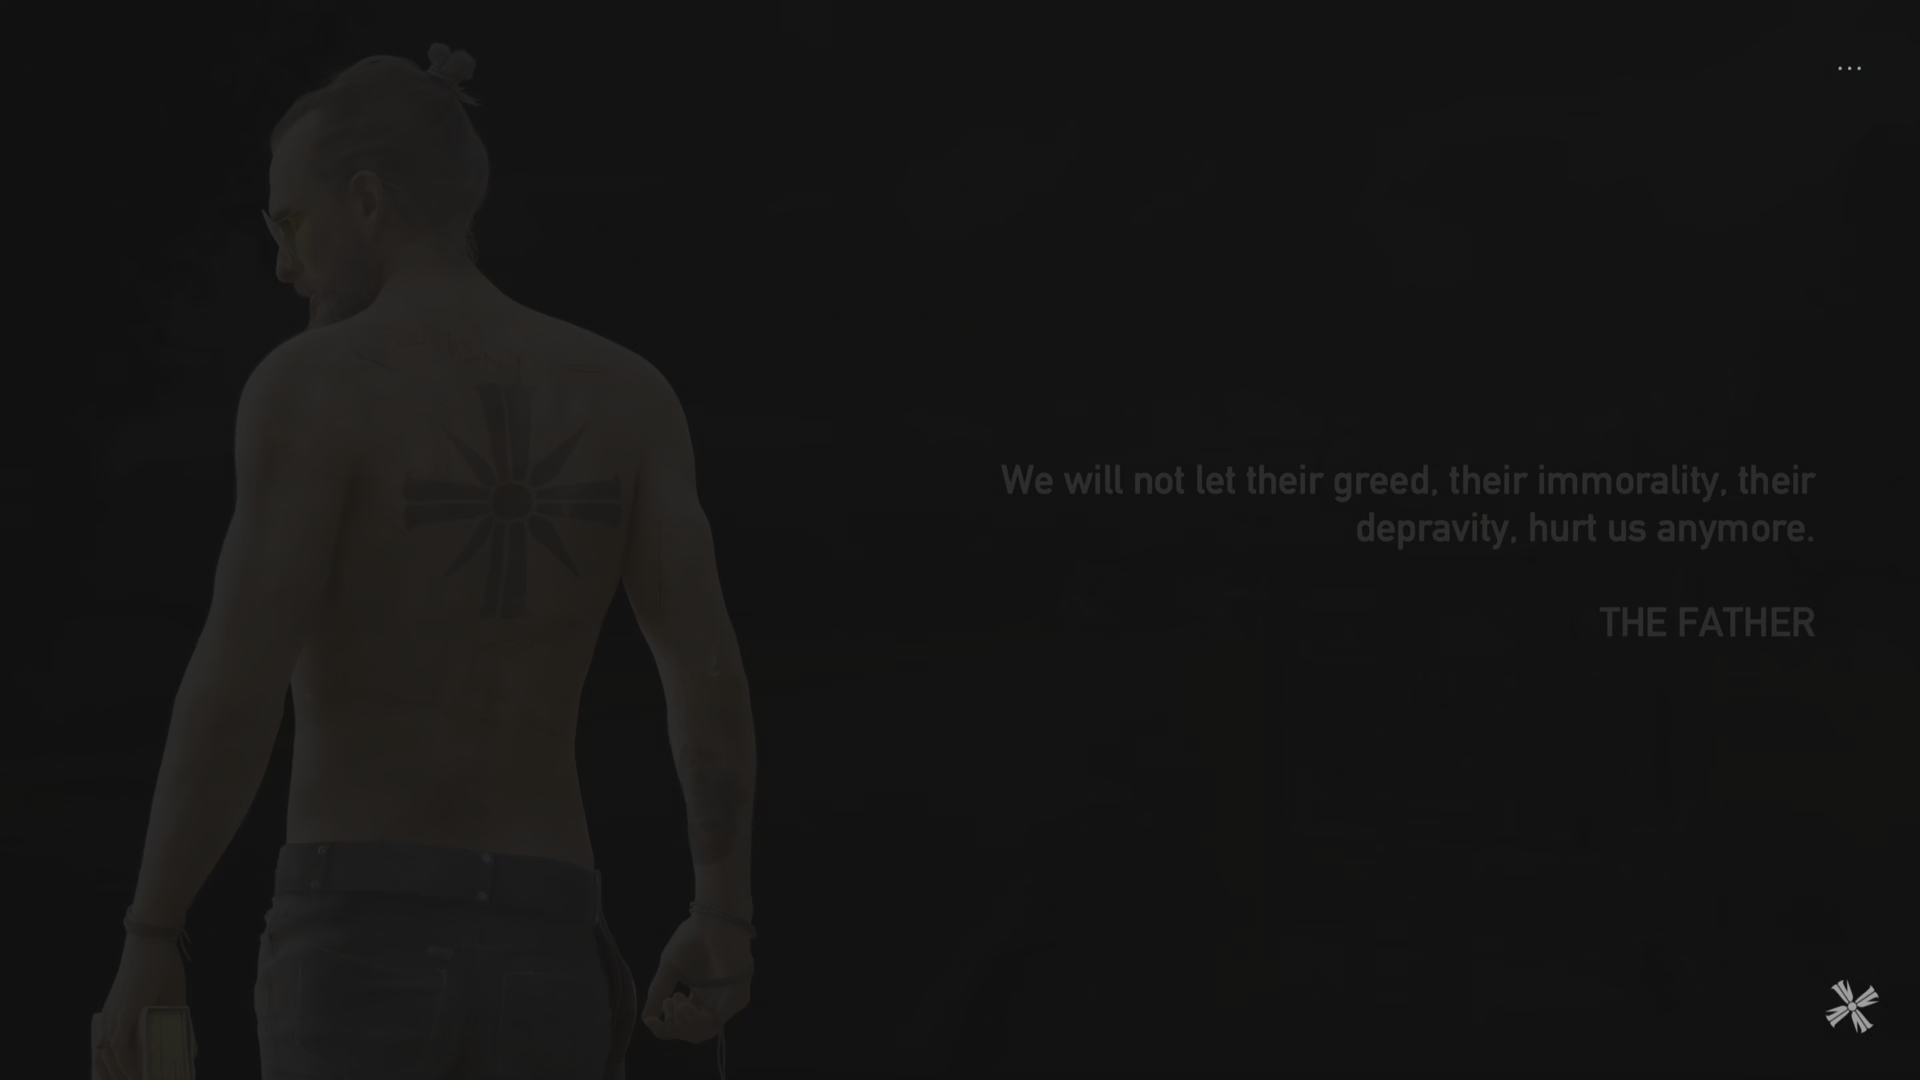 We will not let their greed, their immorality, their
depravity, hurt us anymore.
THE FATHER